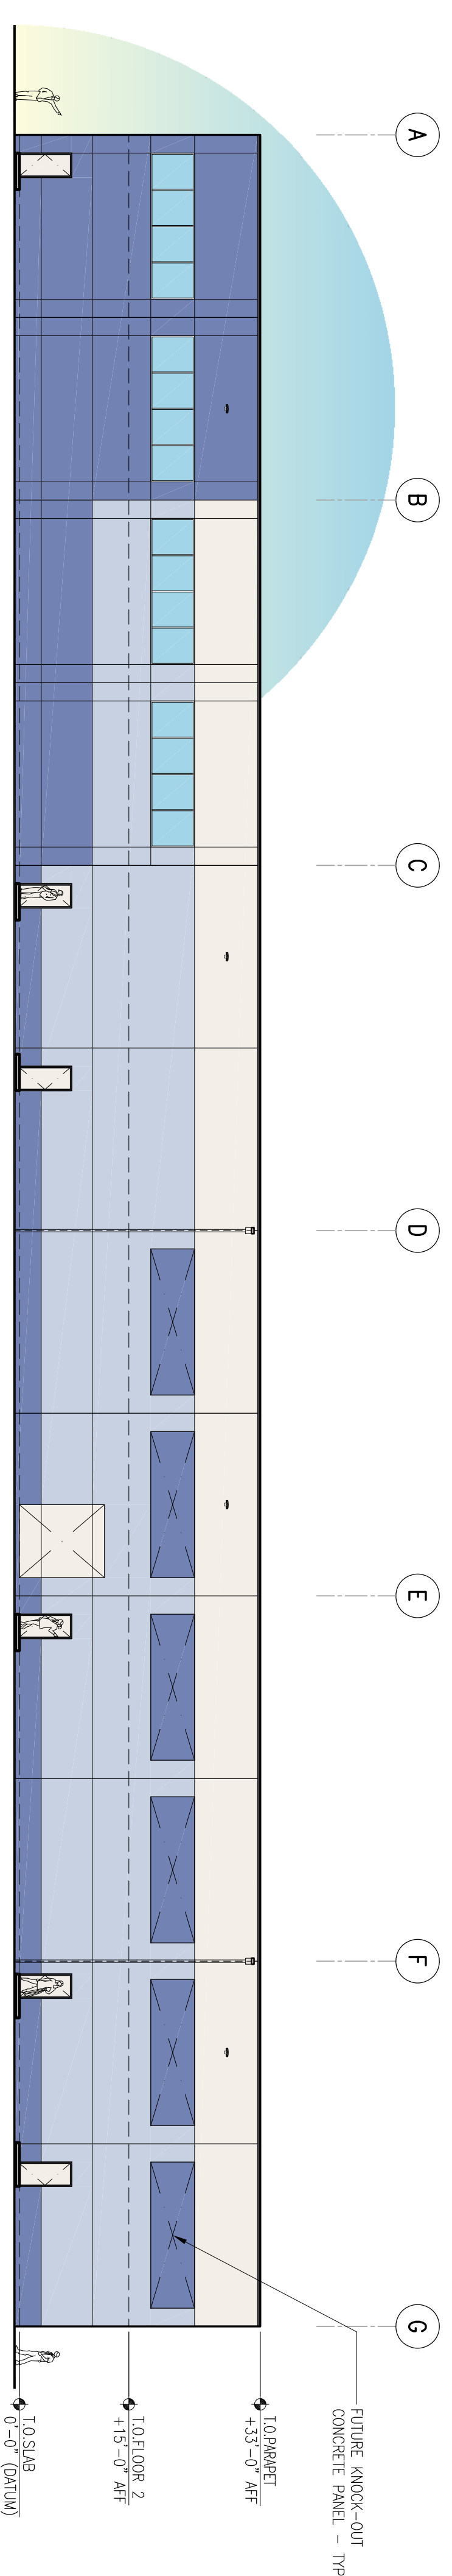 A
B
C
D
E
F
G
FUTURE KNOCK-OUT
CONCRETE PANEL - TYP
T.O.PARAPET
+33'-0" AFF
T.O.FLOOR 2
+15'-0" AFF
T.O.SLAB
0'-0" (DATUM)